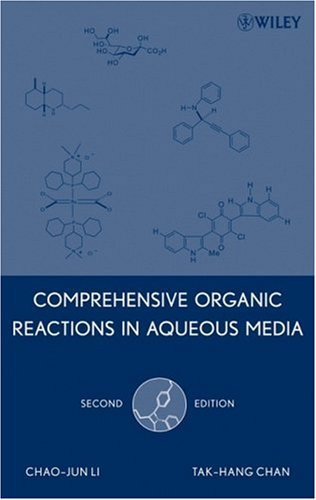 WILEY
COMPREHENSIVE ORGANIC
REACTIONS IN AQUEOUS MEDIA
SECOND EDITION
CHAO-JUN LI TAK-HANG CHAN